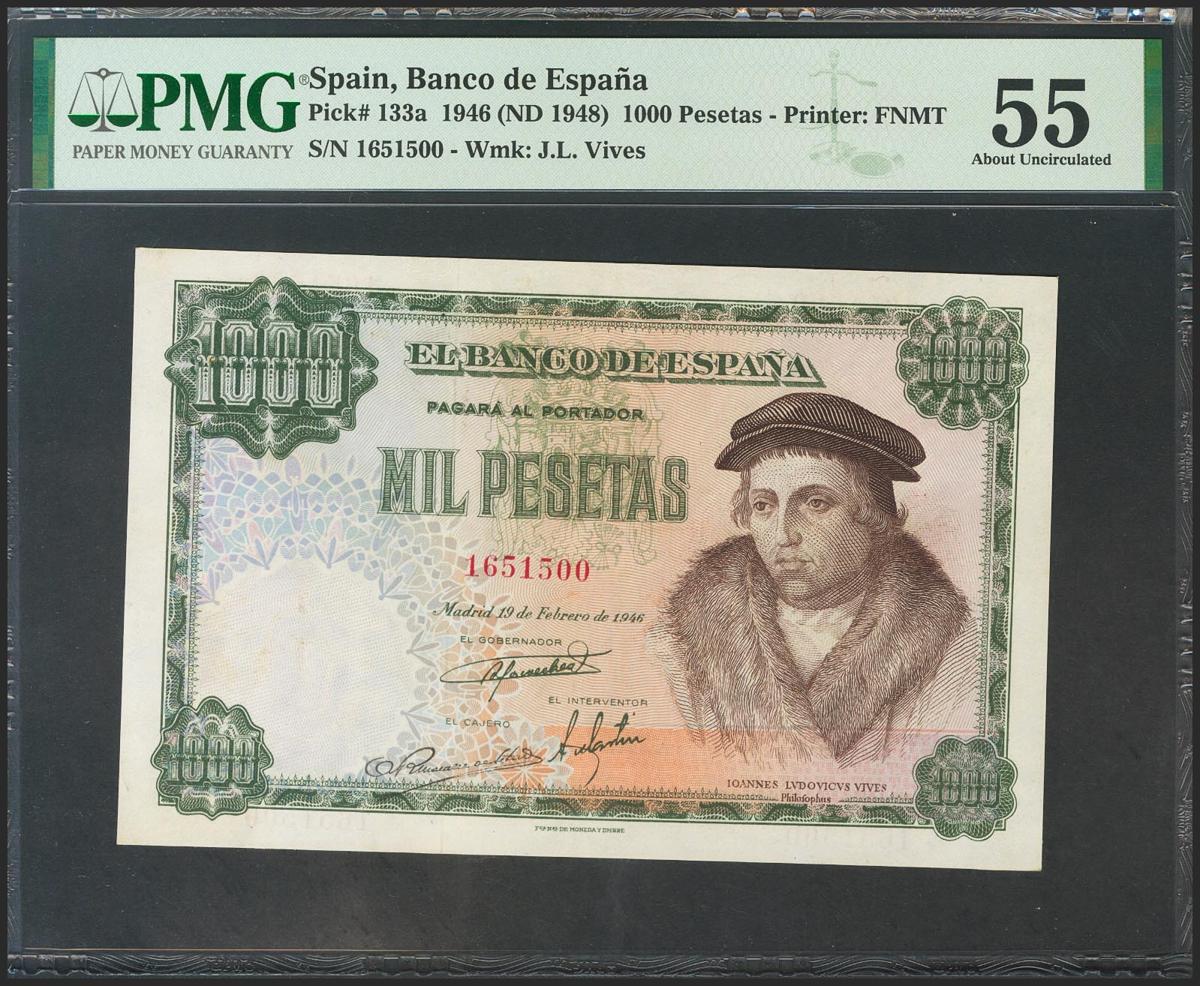 PMG®
PAPER MONEY GUARANTY
Spain, Banco de España
Pick# 133a 1946 (ND 1948) 1000 Pesetas - Printer: FNMT
S/N 1651500 - Wmk: J.L. Vives
55
About Uncirculated
1000
1000
EL BANCO DE ESPAÑA
PAGARÁ AL PORTADOR
MIL PESETAS
1651500
Madrid 19 de Febrero de 1946
EL GOBERNADOR
EL INTERVENTOR
EL CAJERO
1000
1000
IOANNES LVDOVICVS VIVES
Philosophus